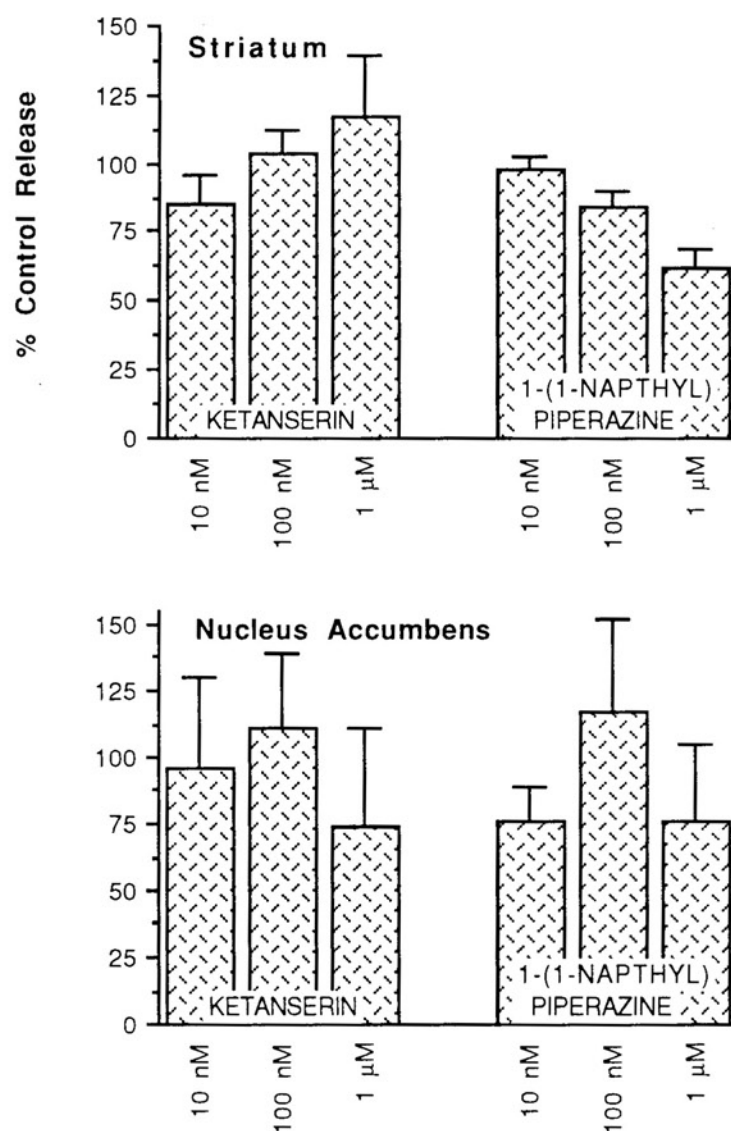 % Control Release
Striatum
150
125
100
75
50
25
0
KETANSERIN
1-(1-NAPTHYL)
PIPERAZINE
10 nM
100 nM
1 µM
10 nM
100 nM
1 µM
Nucleus Accumbens
150
125
100
75
50
25
0
KETANSERIN
1-(1-NAPTHYL)
PIPERAZINE
10 nM
100 nM
1 µM
10 nM
100 nM
1 µM